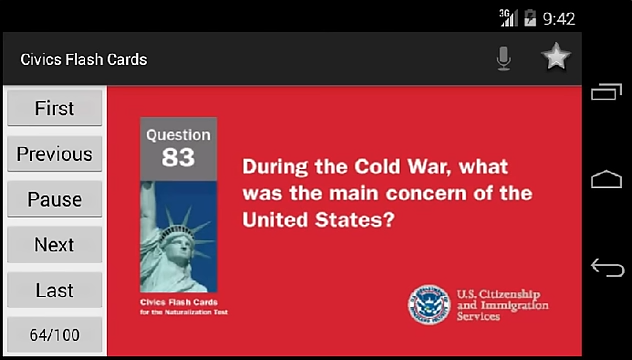 3G
9:42
Civics Flash Cards
First
Previous
Pause
Next
Last
64/100
Question
83
During the Cold War, what
was the main concern of the
United States?
Civics Flash Cards
for the Naturalization Test
U.S. Citizenship
and Immigration
Services